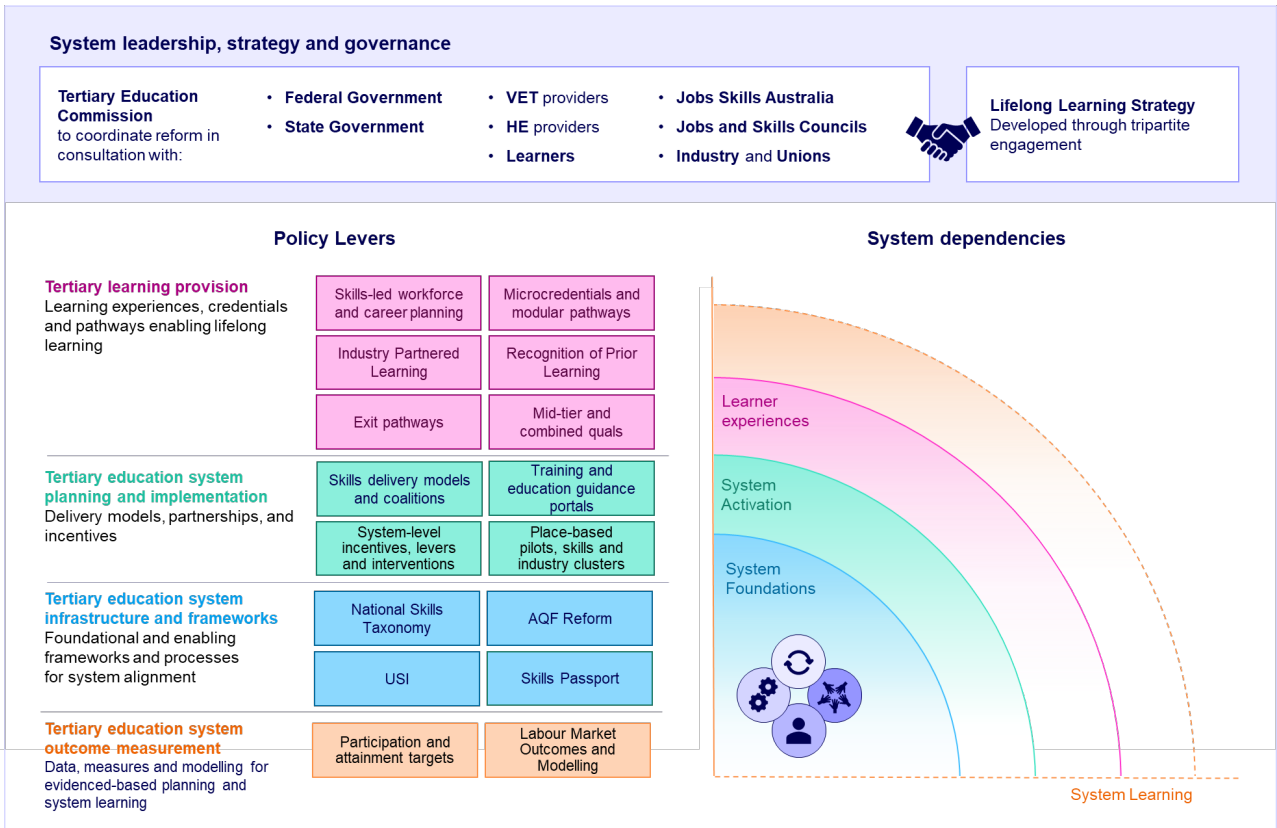 System leadership, strategy and governance
Tertiary Education
Commission
to coordinate reform in
consultation with:
• Federal Government
• State Government
• VET providers
• HE providers
• Learners
• Jobs Skills Australia
• Jobs and Skills Councils
• Industry and Unions
Lifelong Learning Strategy
Developed through tripartite
engagement
Policy Levers
Tertiary learning provision
Learning experiences, credentials
and pathways enabling lifelong
learning
Skills-led workforce
and career planning
Microcredentials and
modular pathways
Industry Partnered
Learning
Recognition of Prior
Learning
Exit pathways
Mid-tier and
combined quals
Tertiary education system
planning and implementation
Delivery models, partnerships, and
incentives
Skills delivery models
and coalitions
Training and
education guidance
portals
System-level
incentives, levers
and interventions
Place-based
pilots, skills and
industry clusters
Tertiary education system
infrastructure and frameworks
Foundational and enabling
frameworks and processes
for system alignment
National Skills
Taxonomy
AQF Reform
USI
Skills Passport
Tertiary education system
outcome measurement
Data, measures and modelling for
evidenced-based planning and
system learning
Participation and
attainment targets
Labour Market
Outcomes and
Modelling
System dependencies
Learner
experiences
System
Activation
System
Foundations
System Learning